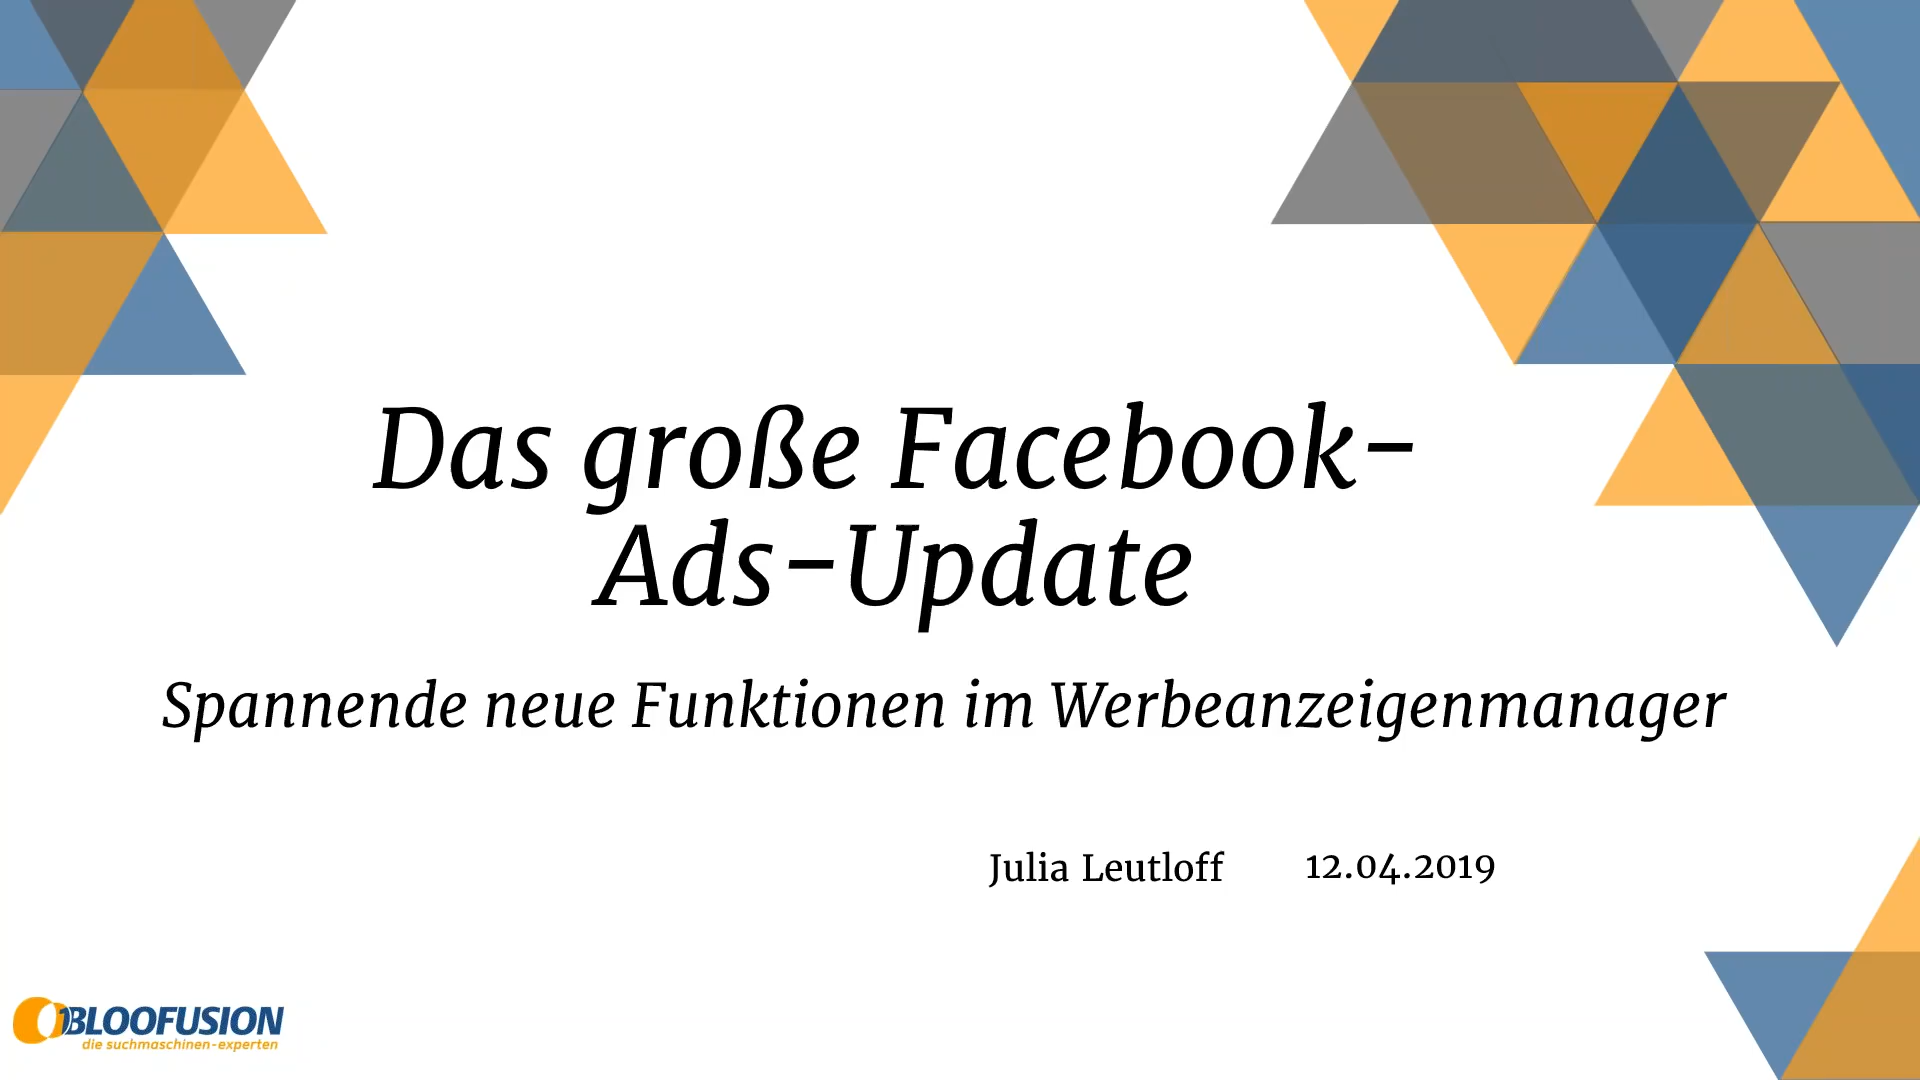 Das große Facebook-
Ads-Update
Spannende neue Funktionen im Werbeanzeigenmanager
Julia Leutloff 12.04.2019
BLOOFUSION
die suchmaschinen-experten